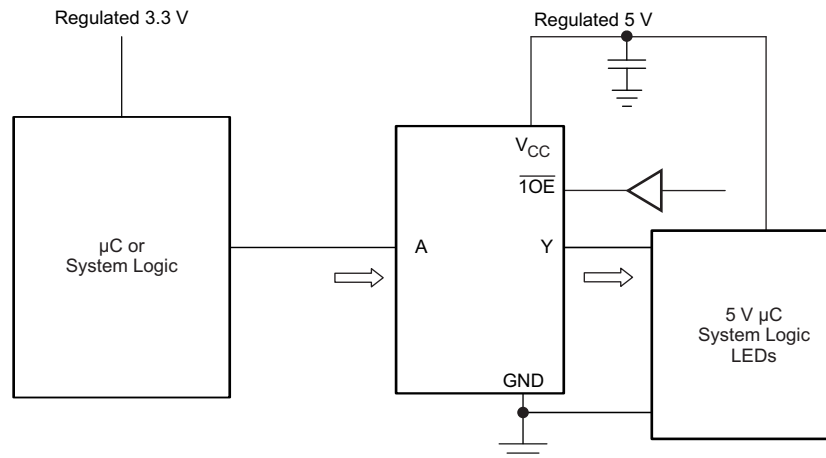 Regulated 3.3 V
Regulated 5 V
V_CC
1OE
µC or
System Logic
A
Y
5 V µC
System Logic
LEDs
GND